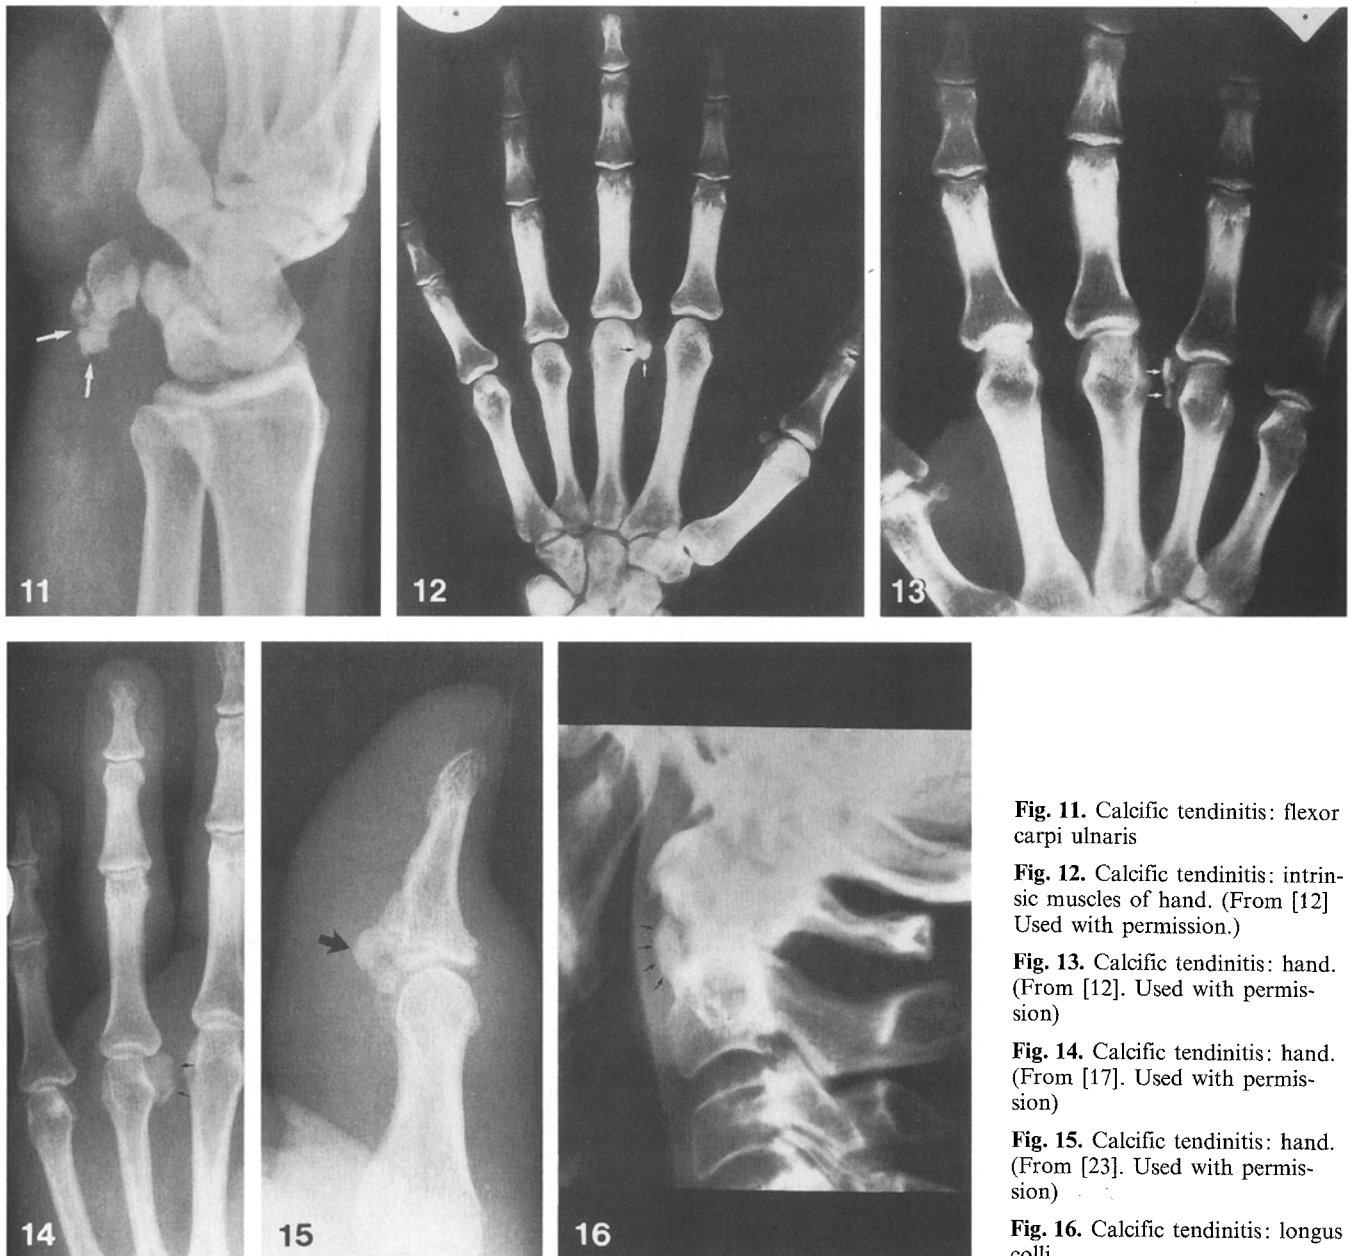 11
12
13
14
15
16
Fig. 11. Calcific tendinitis: flexor
carpi ulnaris
Fig. 12. Calcific tendinitis: intrin-
sic muscles of hand. (From [12]
Used with permission.)
Fig. 13. Calcific tendinitis: hand.
(From [12]. Used with permis-
sion)
Fig. 14. Calcific tendinitis: hand.
(From [17]. Used with permis-
sion)
Fig. 15. Calcific tendinitis: hand.
(From [23]. Used with permis-
sion)
Fig. 16. Calcific tendinitis: longus
colli